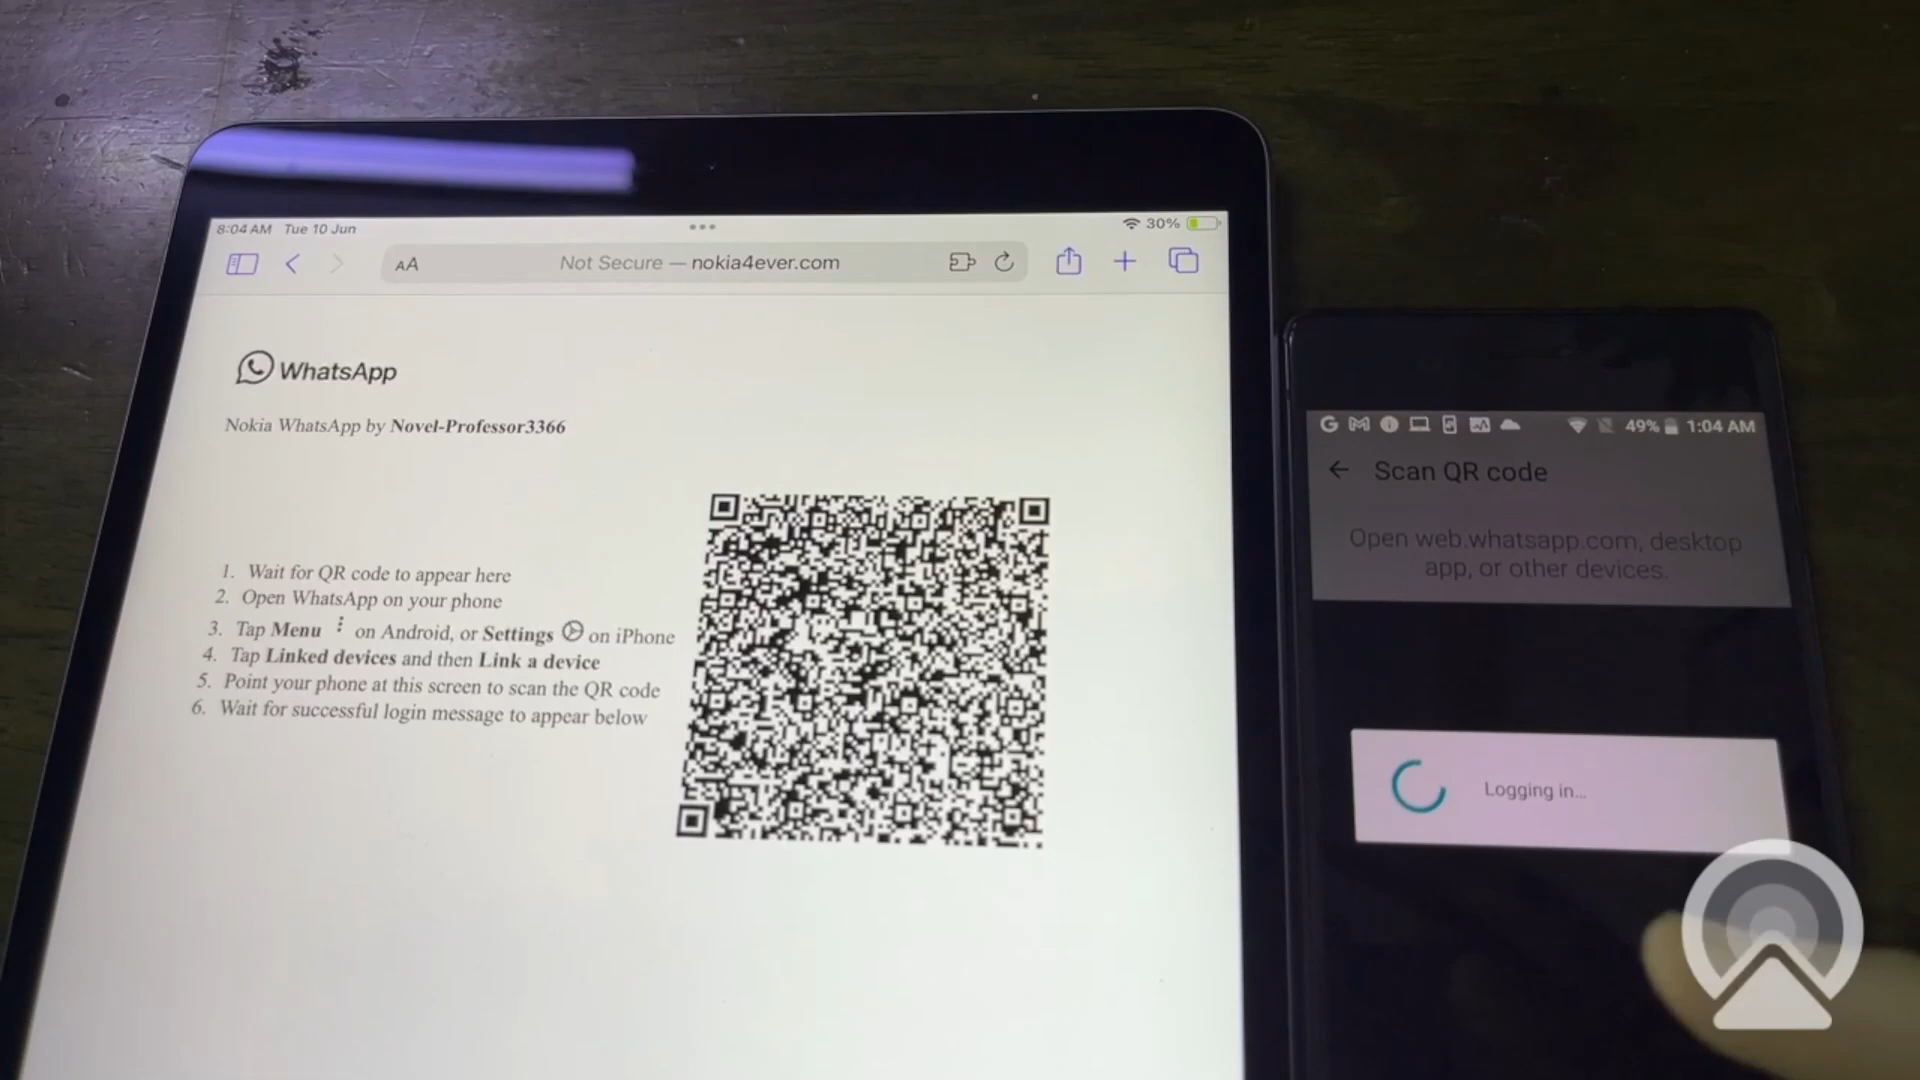 8:04 AM Tue 10 Jun
30%
AA
Not Secure — nokia4ever.com
WhatsApp
Nokia WhatsApp by Novel-Professor3366
1. Wait for QR code to appear here
2. Open WhatsApp on your phone
3. Tap Menu ⋮ on Android, or Settings on iPhone
4. Tap Linked devices and then Link a device
5. Point your phone at this screen to scan the QR code
6. Wait for successful login message to appear below
49% 1:04 AM
Scan QR code
Open web.whatsapp.com, desktop
app, or other devices.
Logging in...